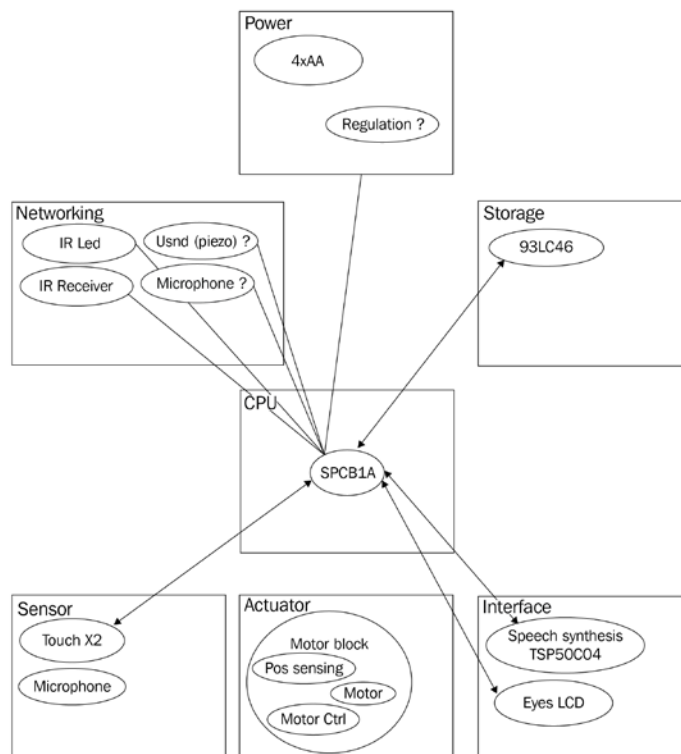 Power
4xAA
Regulation ?
Networking
IR Led
Usnd (piezo) ?
IR Receiver
Microphone ?
Storage
93LC46
CPU
SPCB1A
Sensor
Touch X2
Microphone
Actuator
Motor block
Pos sensing
Motor
Motor Ctrl
Interface
Speech synthesis
TSP50C04
Eyes LCD